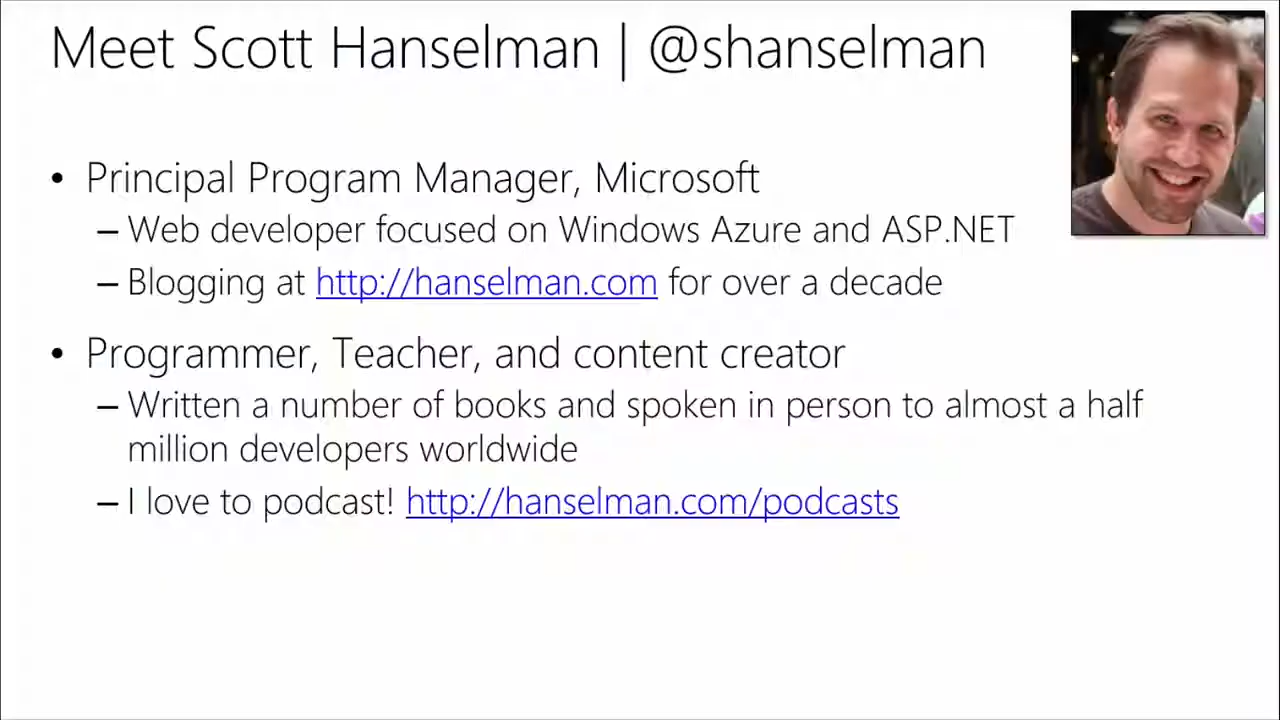 Meet Scott Hanselman | @shanselman
• Principal Program Manager, Microsoft
– Web developer focused on Windows Azure and ASP.NET
– Blogging at http://hanselman.com for over a decade
• Programmer, Teacher, and content creator
– Written a number of books and spoken in person to almost a half
million developers worldwide
– I love to podcast! http://hanselman.com/podcasts